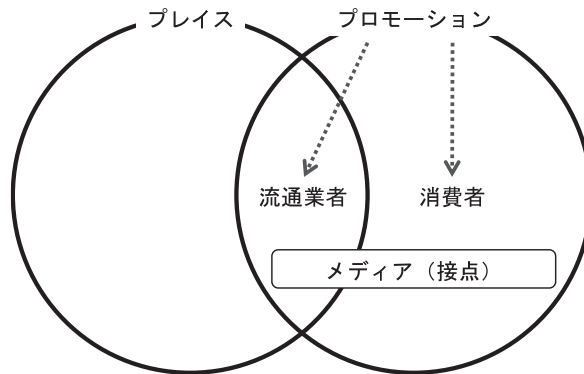 プレイス
プロモーション
流通業者
消費者
メディア（接点）